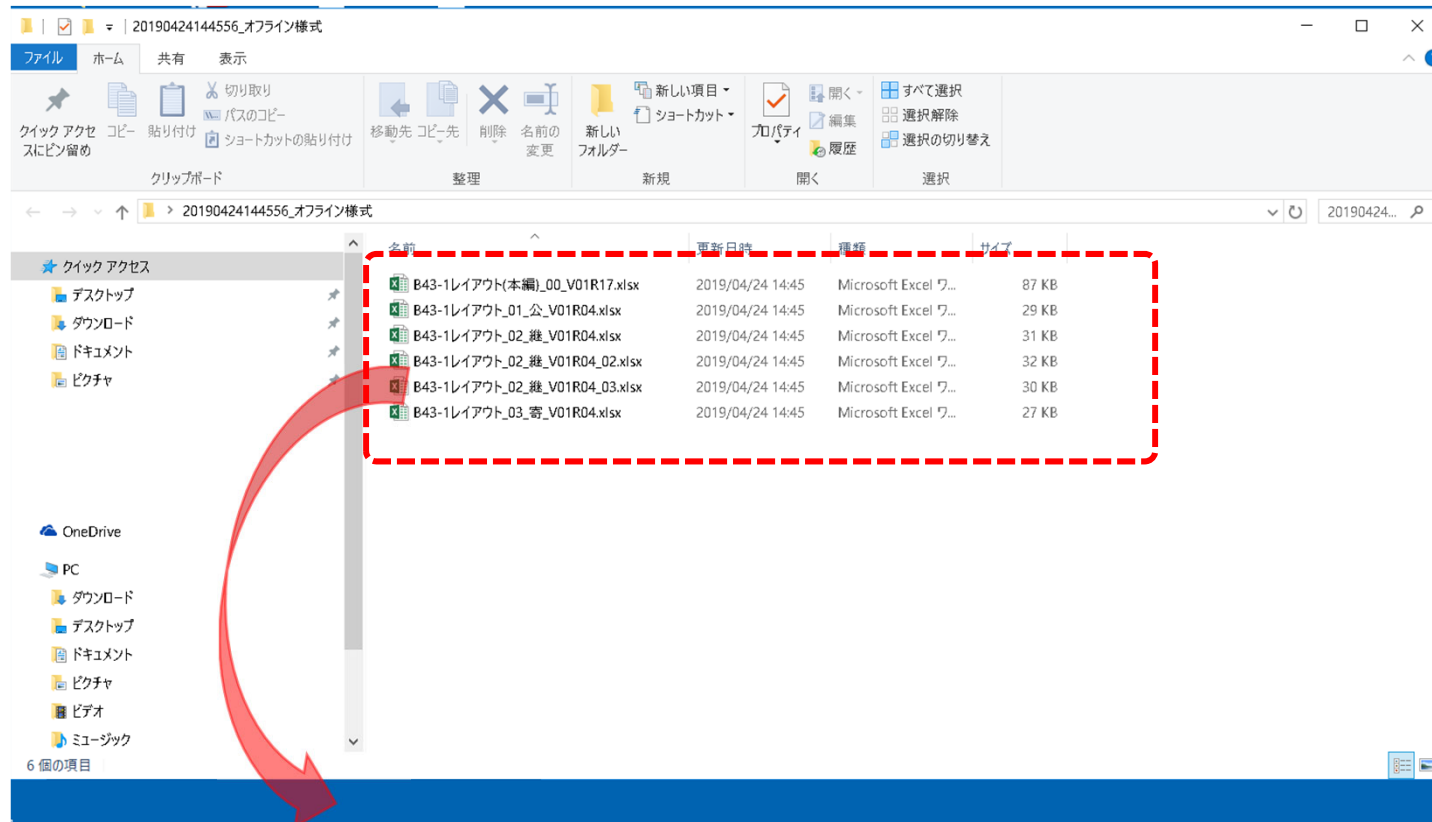 20190424144556_オフライン様式
ファイル ホーム 共有 表示
クイック アクセスにピン留め
コピー
貼り付け
切り取り
パスのコピー
ショートカットの貼り付け
クリップボード
移動先
コピー先
削除
名前の変更
整理
新しいフォルダー
新しい項目
ショートカット
新規
プロパティ
開く
編集
履歴
開く
すべて選択
選択解除
選択の切り替え
選択
20190424144556_オフライン様式
20190424...
名前 更新日時 種類 サイズ
B43-1レイアウト(本編)_00_V01R17.xlsx 2019/04/24 14:45 Microsoft Excel ワ... 87 KB
B43-1レイアウト_01_公_V01R04.xlsx 2019/04/24 14:45 Microsoft Excel ワ... 29 KB
B43-1レイアウト_02_継_V01R04.xlsx 2019/04/24 14:45 Microsoft Excel ワ... 31 KB
B43-1レイアウト_02_継_V01R04_02.xlsx 2019/04/24 14:45 Microsoft Excel ワ... 32 KB
B43-1レイアウト_02_継_V01R04_03.xlsx 2019/04/24 14:45 Microsoft Excel ワ... 30 KB
B43-1レイアウト_03_寄_V01R04.xlsx 2019/04/24 14:45 Microsoft Excel ワ... 27 KB
クイック アクセス
デスクトップ
ダウンロード
ドキュメント
ピクチャ
OneDrive
PC
ダウンロード
デスクトップ
ドキュメント
ピクチャ
ビデオ
ミュージック
6 個の項目